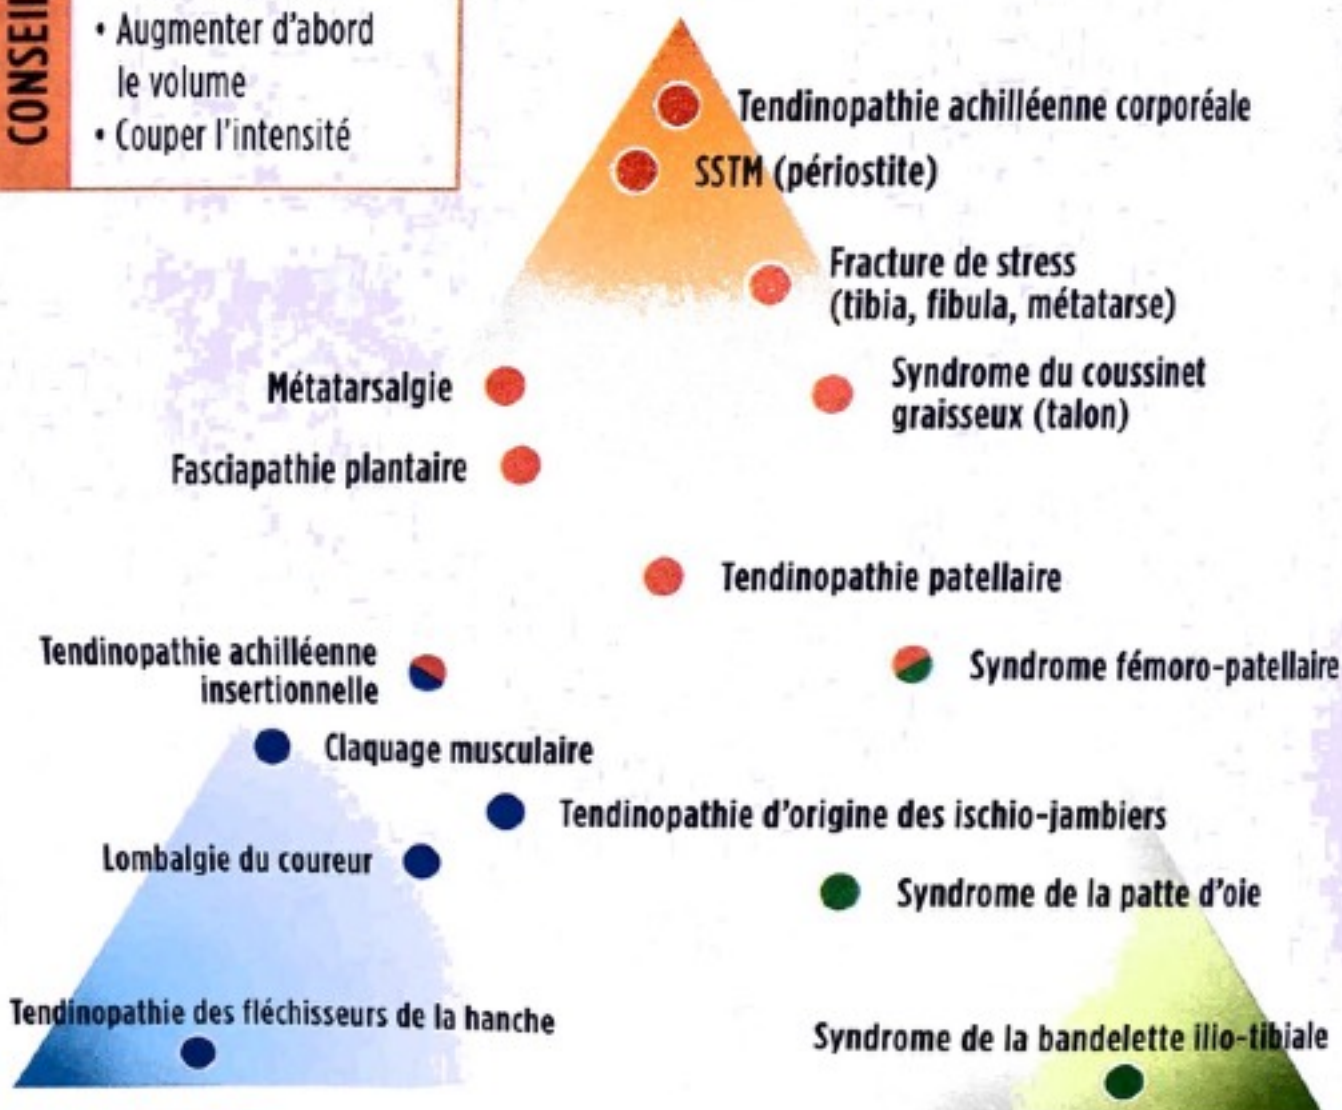 CONSEI
• Augmenter d'abord
le volume
• Couper l'intensité
Tendinopathie achilléenne corporéale
SSTM (périostite)
Fracture de stress
(tibia, fibula, métatarse)
Métatarsalgie
Syndrome du coussinet
graisseux (talon)
Fasciapathie plantaire
Tendinopathie patellaire
Tendinopathie achilléenne
insertionnelle
Syndrome fémoro-patellaire
Claquage musculaire
Tendinopathie d'origine des ischio-jambiers
Lombalgie du coureur
Syndrome de la patte d'oie
Tendinopathie des fléchisseurs de la hanche
Syndrome de la bandelette ilio-tibiale